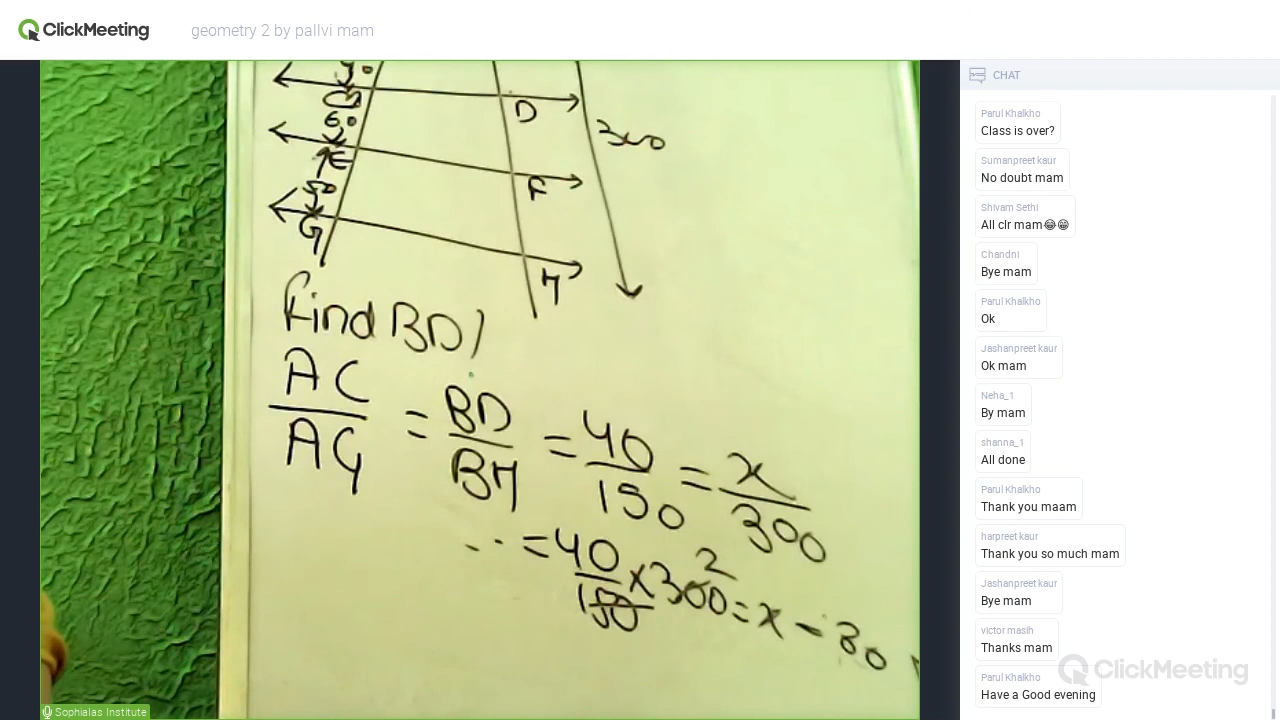 ClickMeeting
geometry 2 by pallvi mam
CHAT
Parul Khalkho
Class is over?
Sumanpreet kaur
No doubt mam
Shivam Sethi
All clr mam😂😁
Chandni
Bye mam
Parul Khalkho
Ok
Jashanpreet kaur
Ok mam
Neha_1
By mam
shanna_1
All done
Parul Khalkho
Thank you maam
harpreet kaur
Thank you so much mam
Jashanpreet kaur
Bye mam
victor masih
Thanks mam
Parul Khalkho
Have a Good evening
ClickMeeting
D
300
60
E
F
50
G
H
find BD/
AC/AG = BD/BH = 40/150 = x/300
= 40/150 × 300 2 = x - 80
Sophialas Institute